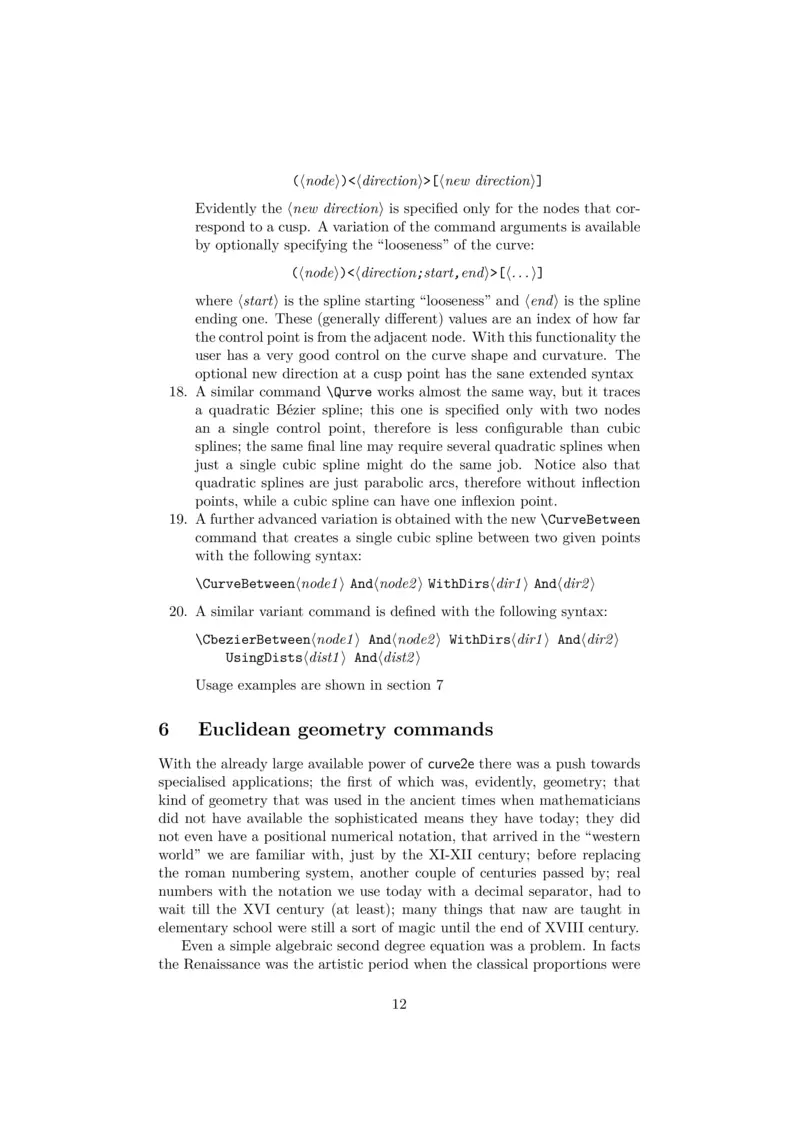 (⟨node⟩)<⟨direction⟩>[⟨new direction⟩]
Evidently the ⟨new direction⟩ is specified only for the nodes that cor-
respond to a cusp. A variation of the command arguments is available
by optionally specifying the “looseness” of the curve:
(⟨node⟩)<⟨direction;start,end⟩>[⟨...⟩]
where ⟨start⟩ is the spline starting “looseness” and ⟨end⟩ is the spline
ending one. These (generally different) values are an index of how far
the control point is from the adjacent node. With this functionality the
user has a very good control on the curve shape and curvature. The
optional new direction at a cusp point has the sane extended syntax
18. A similar command \Qurve works almost the same way, but it traces
a quadratic Bézier spline; this one is specified only with two nodes
an a single control point, therefore is less configurable than cubic
splines; the same final line may require several quadratic splines when
just a single cubic spline might do the same job. Notice also that
quadratic splines are just parabolic arcs, therefore without inflection
points, while a cubic spline can have one inflexion point.
19. A further advanced variation is obtained with the new \CurveBetween
command that creates a single cubic spline between two given points
with the following syntax:
\CurveBetween⟨node1⟩ And⟨node2⟩ WithDirs⟨dir1⟩ And⟨dir2⟩
20. A similar variant command is defined with the following syntax:
\CbezierBetween⟨node1⟩ And⟨node2⟩ WithDirs⟨dir1⟩ And⟨dir2⟩
UsingDists⟨dist1⟩ And⟨dist2⟩
Usage examples are shown in section 7
6 Euclidean geometry commands
With the already large available power of curve2e there was a push towards
specialised applications; the first of which was, evidently, geometry; that
kind of geometry that was used in the ancient times when mathematicians
did not have available the sophisticated means they have today; they did
not even have a positional numerical notation, that arrived in the “western
world” we are familiar with, just by the XI-XII century; before replacing
the roman numbering system, another couple of centuries passed by; real
numbers with the notation we use today with a decimal separator, had to
wait till the XVI century (at least); many things that naw are taught in
elementary school were still a sort of magic until the end of XVIII century.
Even a simple algebraic second degree equation was a problem. In facts
the Renaissance was the artistic period when the classical proportions were
12